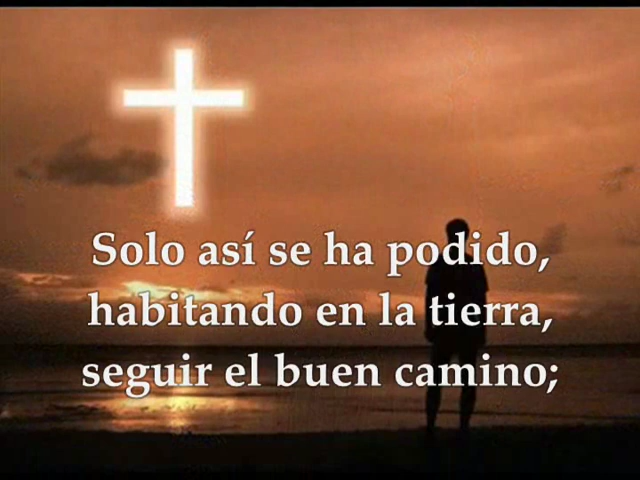 Solo así se ha podido,
habitando en la tierra,
seguir el buen camino;